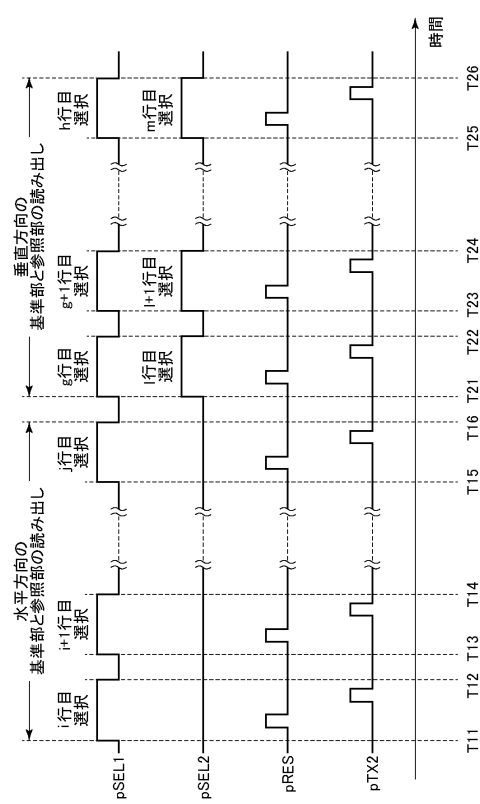 水平方向の
基準部と参照部の読み出し
垂直方向の
基準部と参照部の読み出し
i行目
選択
i+1行目
選択
j行目
選択
g行目
選択
g+1行目
選択
h行目
選択
pSEL1
l行目
選択
l+1行目
選択
m行目
選択
pSEL2
pRES
pTX2
時間
T11
T12
T13
T14
T15
T16
T21
T22
T23
T24
T25
T26